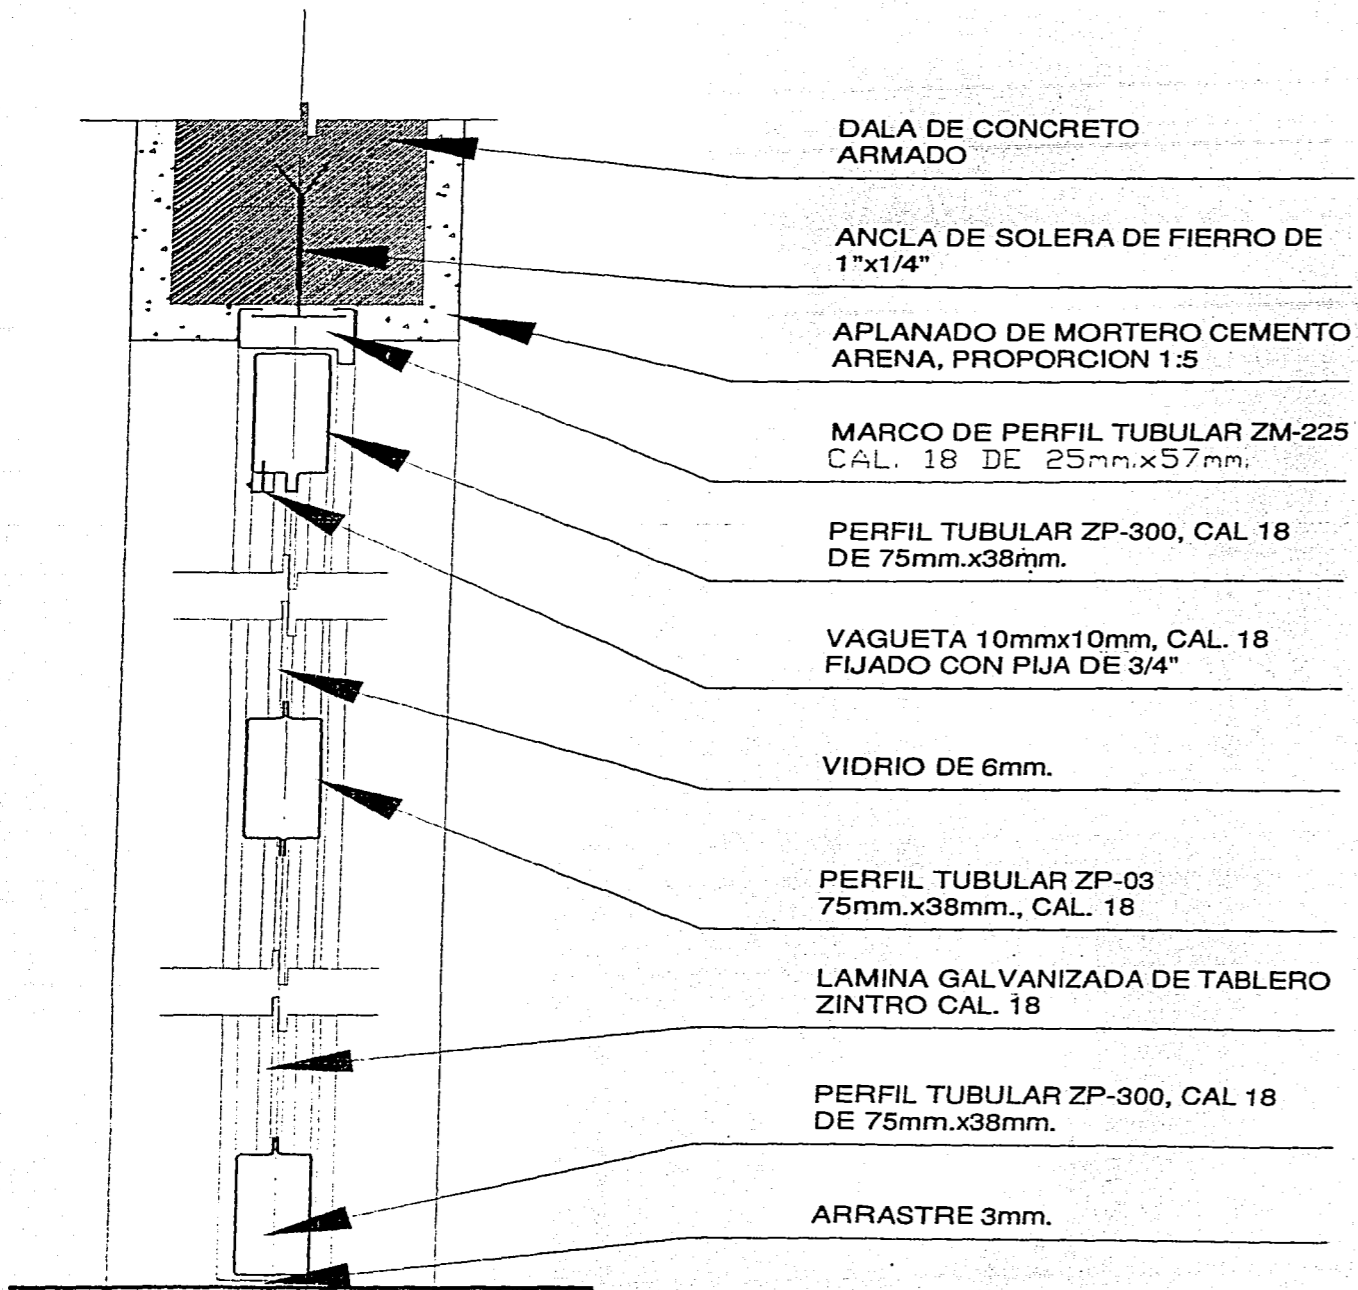 DALA DE CONCRETO
ARMADO
ANCLA DE SOLERA DE FIERRO DE
1"x1/4"
APLANADO DE MORTERO CEMENTO
ARENA, PROPORCION 1:5
MARCO DE PERFIL TUBULAR ZM-225
CAL. 18 DE 25mm.x57mm.
PERFIL TUBULAR ZP-300, CAL 18
DE 75mm.x38mm.
VAGUETA 10mmx10mm, CAL. 18
FIJADO CON PIJA DE 3/4"
VIDRIO DE 6mm.
PERFIL TUBULAR ZP-03
75mm.x38mm., CAL. 18
LAMINA GALVANIZADA DE TABLERO
ZINTRO CAL. 18
PERFIL TUBULAR ZP-300, CAL 18
DE 75mm.x38mm.
ARRASTRE 3mm.